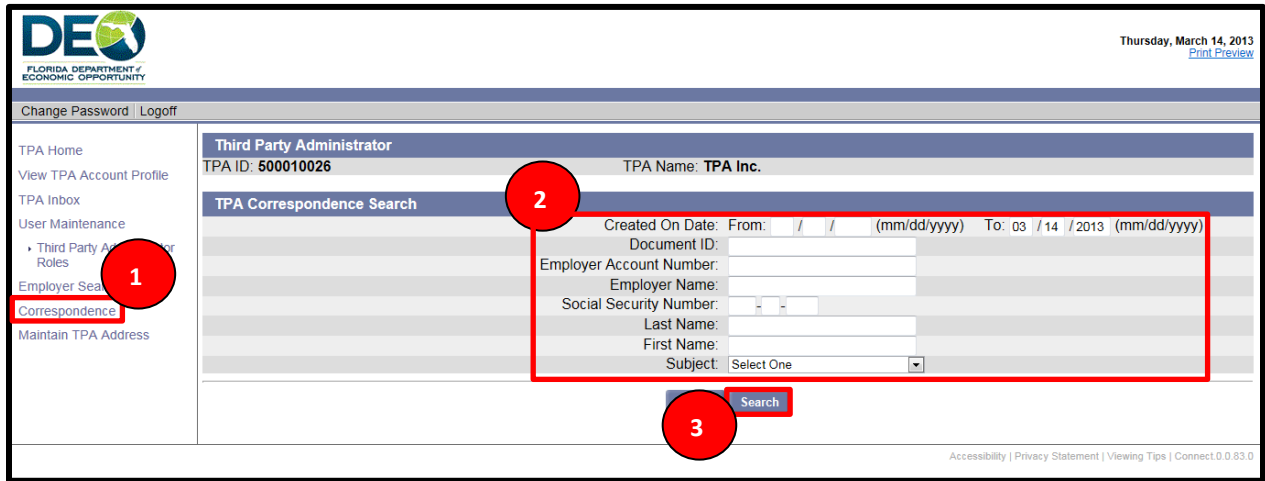 DEO
FLORIDA DEPARTMENT of
ECONOMIC OPPORTUNITY
Thursday, March 14, 2013
Print Preview
Change Password | Logoff
TPA Home
View TPA Account Profile
TPA Inbox
User Maintenance
Third Party
Roles
Employer
Correspondence
Maintain TPA Address
1
Third Party Administrator
TPA ID: 500010026 TPA Name: TPA Inc.
2
TPA Correspondence Search
Created On Date: From: / / (mm/dd/yyyy) To: 03 / 14 / 2013 (mm/dd/yyyy)
Document ID:
Employer Account Number:
Employer Name:
Social Security Number: - -
Last Name:
First Name:
Subject: Select One
Search
3
Accessibility | Privacy Statement | Viewing Tips | Connect.0.0.83.0